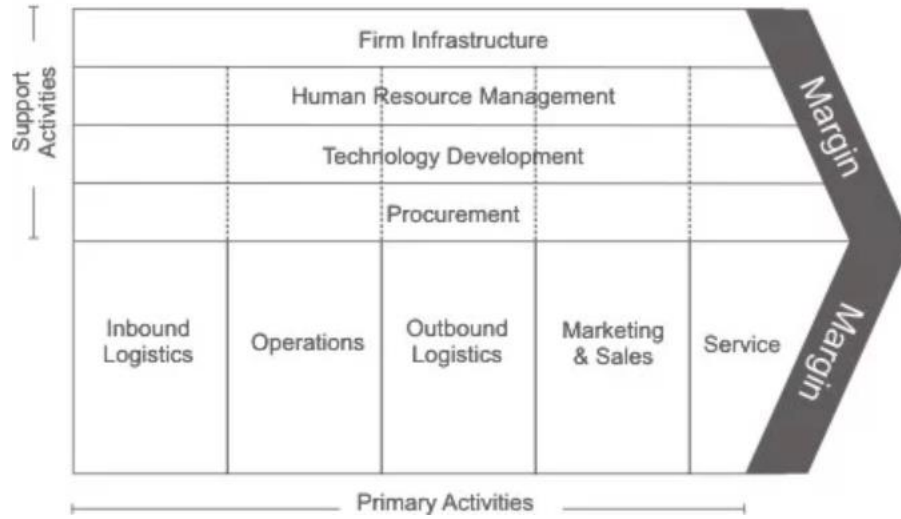 Support
Activities
Firm Infrastructure
Human Resource Management
Technology Development
Procurement
Margin
Inbound
Logistics
Operations
Outbound
Logistics
Marketing
& Sales
Service
Margin
Primary Activities